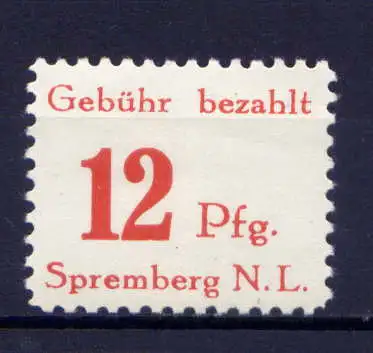 Gebühr bezahlt
12 Pfg.
Spremberg N.L.